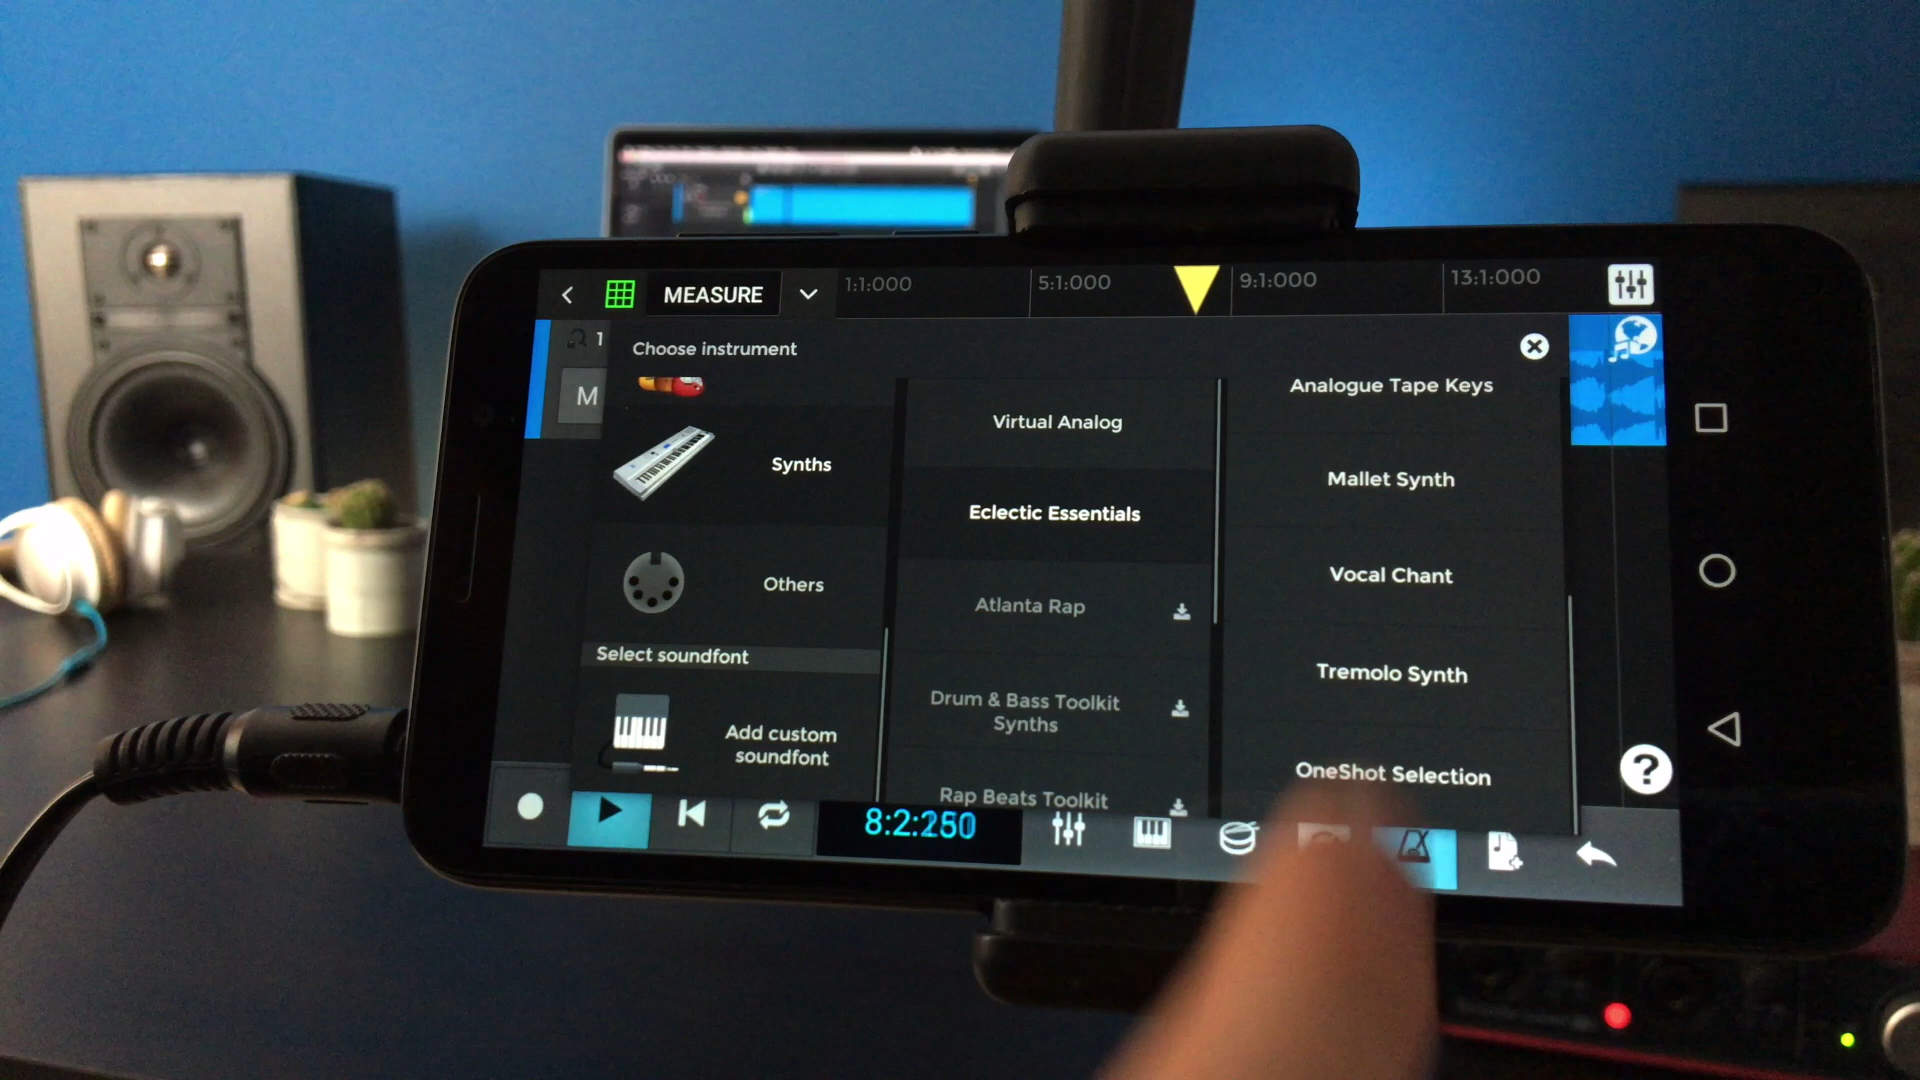 MEASURE
1:1:000
5:1:000
9:1:000
13:1:000
1
Choose instrument
M
Synths
Others
Select soundfont
Add custom
soundfont
Virtual Analog
Eclectic Essentials
Atlanta Rap
Drum & Bass Toolkit
Synths
Rap Beats Toolkit
Analogue Tape Keys
Mallet Synth
Vocal Chant
Tremolo Synth
OneShot Selection
?
8:2:250